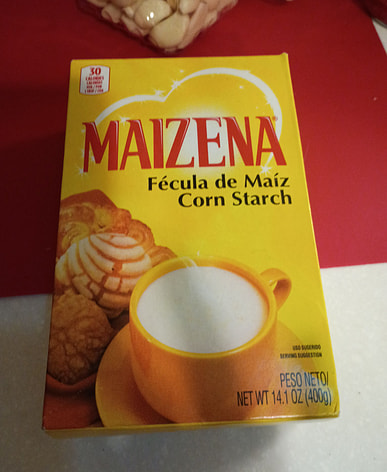 30
CALORIES
MAIZENA®
Fécula de Maíz
Corn Starch
USO SUGERIDO
SERVING SUGGESTION
PESO NETO/
NET WT 14.1 OZ (400g)